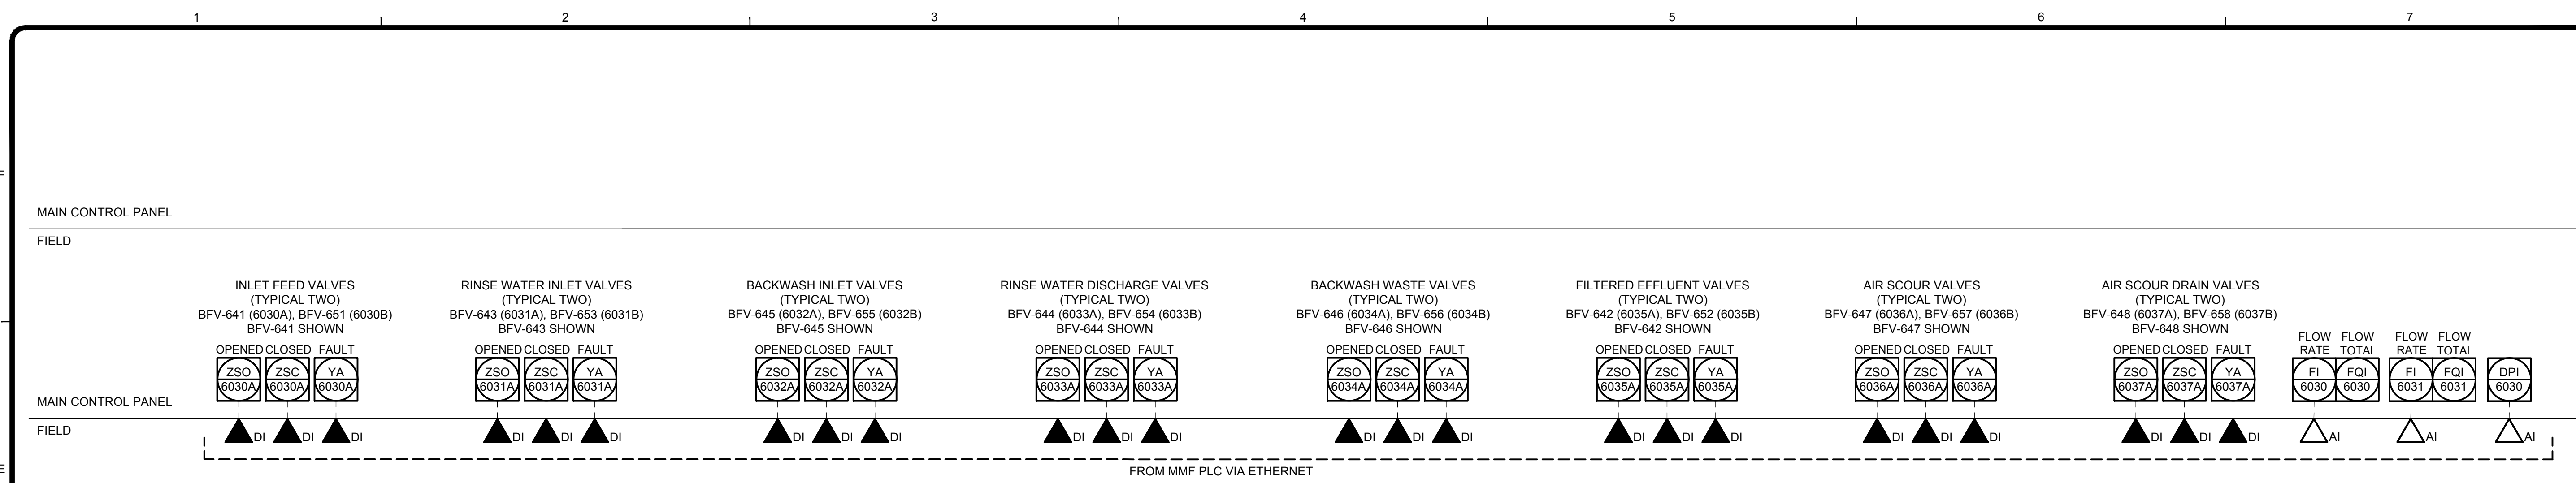 1 2 3 4 5 6 7
F
MAIN CONTROL PANEL
FIELD
INLET FEED VALVES
(TYPICAL TWO)
BFV-641 (6030A), BFV-651 (6030B)
BFV-641 SHOWN
OPENED CLOSED FAULT
ZSO ZSC YA
6030A 6030A 6030A
RINSE WATER INLET VALVES
(TYPICAL TWO)
BFV-643 (6031A), BFV-653 (6031B)
BFV-643 SHOWN
OPENED CLOSED FAULT
ZSO ZSC YA
6031A 6031A 6031A
BACKWASH INLET VALVES
(TYPICAL TWO)
BFV-645 (6032A), BFV-655 (6032B)
BFV-645 SHOWN
OPENED CLOSED FAULT
ZSO ZSC YA
6032A 6032A 6032A
RINSE WATER DISCHARGE VALVES
(TYPICAL TWO)
BFV-644 (6033A), BFV-654 (6033B)
BFV-644 SHOWN
OPENED CLOSED FAULT
ZSO ZSC YA
6033A 6033A 6033A
BACKWASH WASTE VALVES
(TYPICAL TWO)
BFV-646 (6034A), BFV-656 (6034B)
BFV-646 SHOWN
OPENED CLOSED FAULT
ZSO ZSC YA
6034A 6034A 6034A
FILTERED EFFLUENT VALVES
(TYPICAL TWO)
BFV-642 (6035A), BFV-652 (6035B)
BFV-642 SHOWN
OPENED CLOSED FAULT
ZSO ZSC YA
6035A 6035A 6035A
AIR SCOUR VALVES
(TYPICAL TWO)
BFV-647 (6036A), BFV-657 (6036B)
BFV-647 SHOWN
OPENED CLOSED FAULT
ZSO ZSC YA
6036A 6036A 6036A
AIR SCOUR DRAIN VALVES
(TYPICAL TWO)
BFV-648 (6037A), BFV-658 (6037B)
BFV-648 SHOWN
OPENED CLOSED FAULT
ZSO ZSC YA
6037A 6037A 6037A
FLOW FLOW
RATE TOTAL
FI FQI
6030 6030
FLOW FLOW
RATE TOTAL
FI FQI
6031 6031
DPI
6030
MAIN CONTROL PANEL
FIELD
DI DI DI DI DI DI DI DI DI DI DI DI DI DI DI DI DI DI DI DI DI DI DI DI AI AI AI
E
FROM MMF PLC VIA ETHERNET